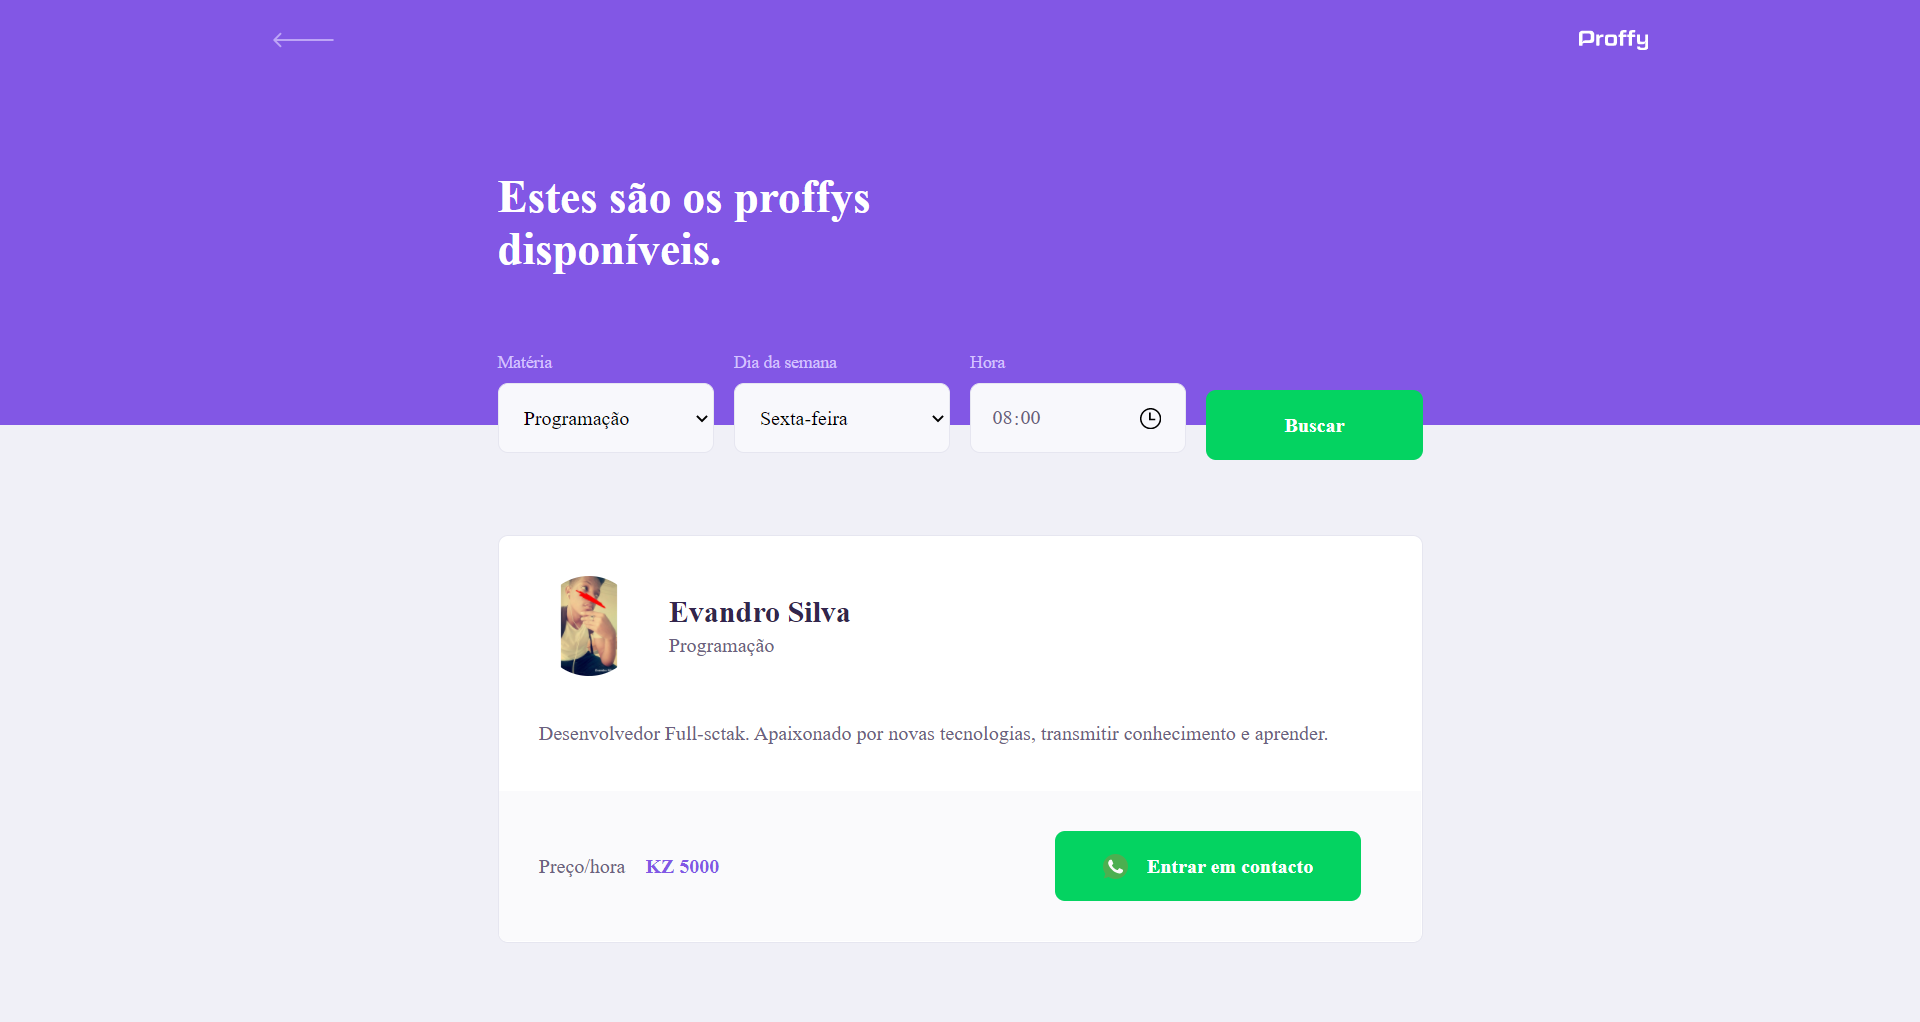 Proffy
Estes são os proffys
disponíveis.
Matéria
Dia da semana
Hora
Programação
Sexta-feira
08:00
Buscar
Evandro Silva
Programação
Desenvolvedor Full-sctak. Apaixonado por novas tecnologias, transmitir conhecimento e aprender.
Preço/hora KZ 5000
Entrar em contacto